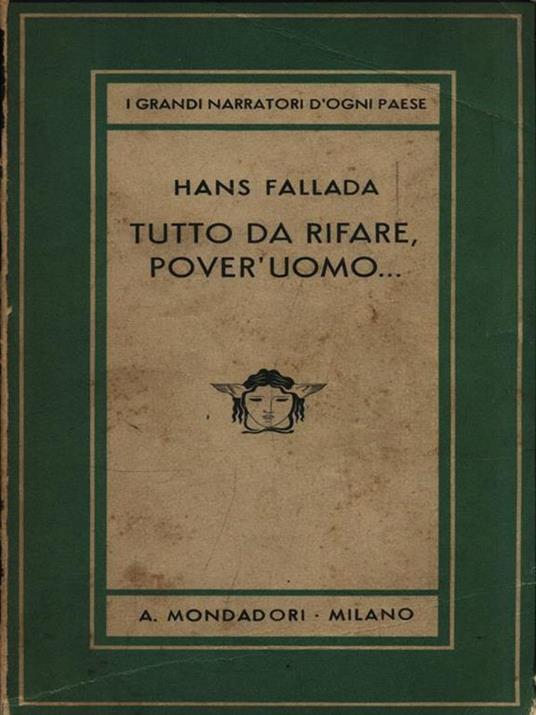 I GRANDI NARRATORI D'OGNI PAESE
HANS FALLADA
TUTTO DA RIFARE,
POVER'UOMO...
A. MONDADORI · MILANO